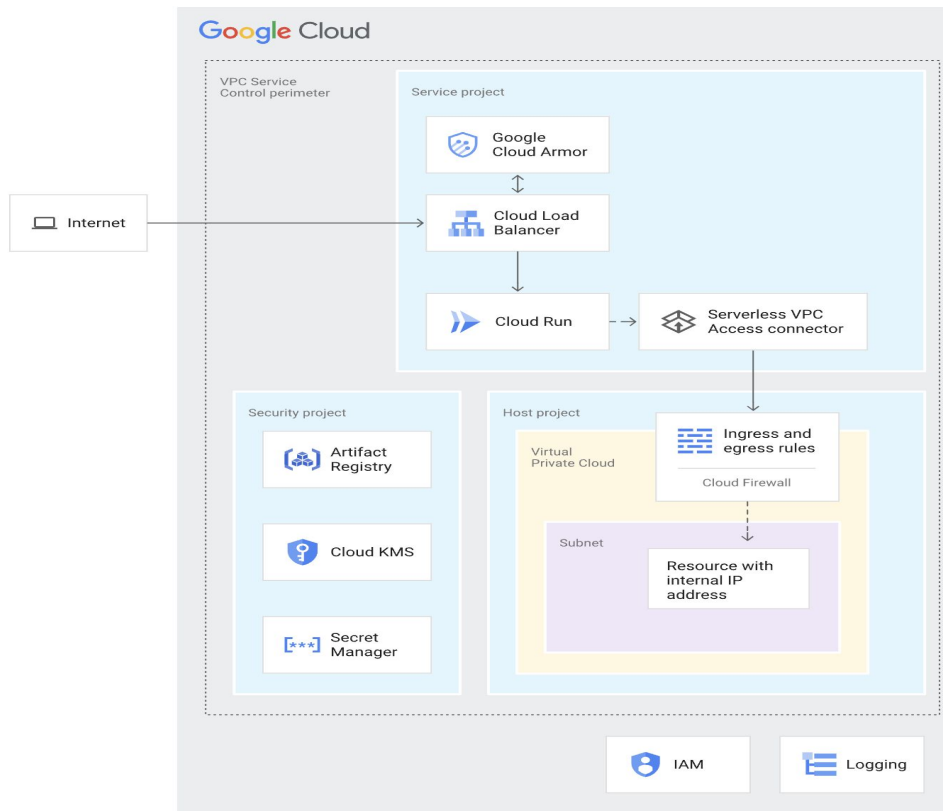 Google Cloud
VPC Service
Control perimeter
Service project
Google
Cloud Armor
Internet
Cloud Load
Balancer
Cloud Run
Serverless VPC
Access connector
Security project
Artifact
Registry
Cloud KMS
[***]
Secret
Manager
Host project
Virtual
Private Cloud
Ingress and
egress rules
Cloud Firewall
Subnet
Resource with
internal IP
address
IAM
Logging